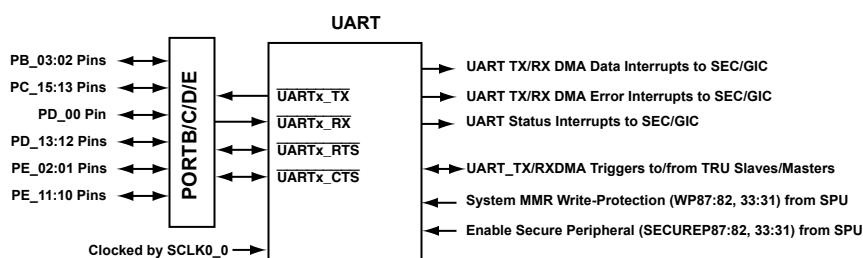 UART
PB_03:02 Pins
PC_15:13 Pins
PD_00 Pin
PD_13:12 Pins
PE_02:01 Pins
PE_11:10 Pins
PORTB/C/D/E
Clocked by SCLK0_0
UARTx_TX
UARTx_RX
UARTx_RTS
UARTx_CTS
UART TX/RX DMA Data Interrupts to SEC/GIC
UART TX/RX DMA Error Interrupts to SEC/GIC
UART Status Interrupts to SEC/GIC
UART_TX/RXDMA Triggers to/from TRU Slaves/Masters
System MMR Write-Protection (WP87:82, 33:31) from SPU
Enable Secure Peripheral (SECUREP87:82, 33:31) from SPU